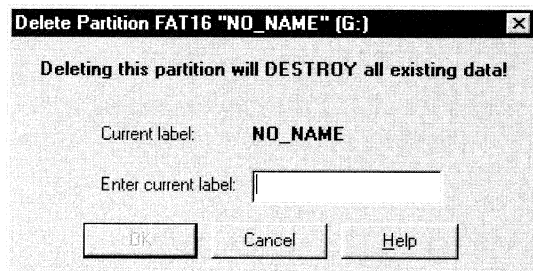 Delete Partition FAT16 "NO_NAME" (G:)
Deleting this partition will DESTROY all existing data!
Current label: NO_NAME
Enter current label:
OK Cancel Help